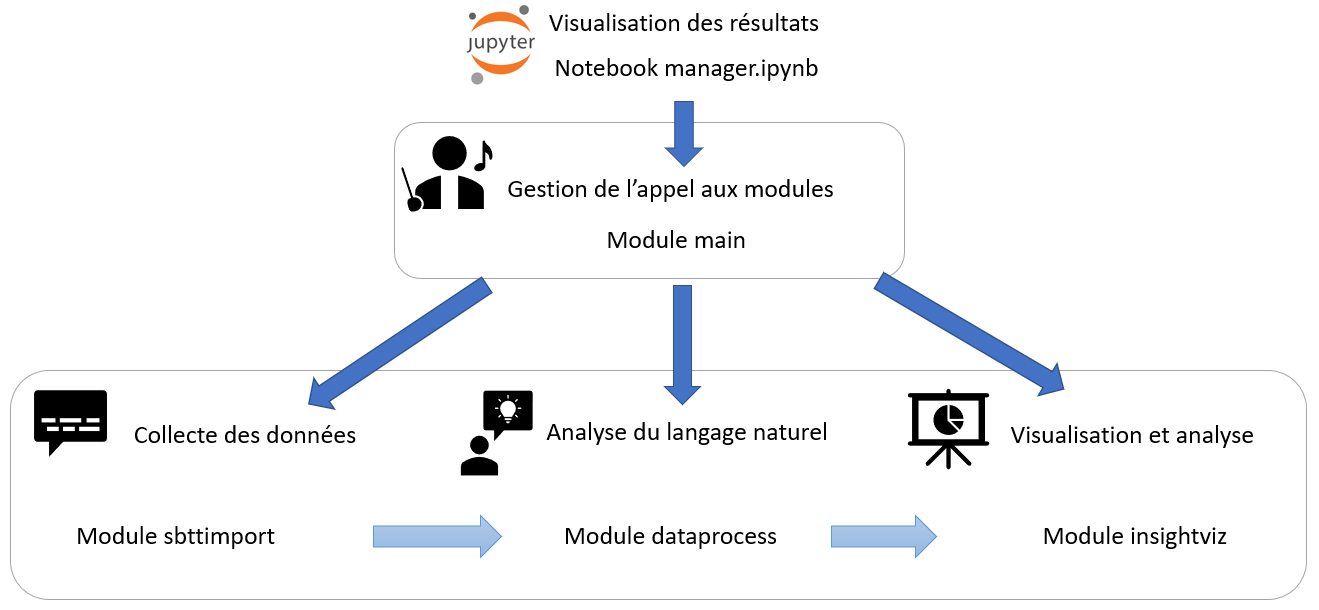 Visualisation des résultats
jupyter
Notebook manager.ipynb
Gestion de l’appel aux modules
Module main
Collecte des données
Analyse du langage naturel
Visualisation et analyse
Module sbttimport
Module dataprocess
Module insightviz